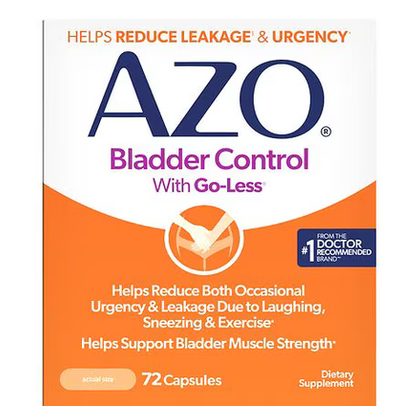 HELPS REDUCE LEAKAGE† & URGENCY*
AZO®
Bladder Control
With Go-Less®
FROM THE
#1 DOCTOR
RECOMMENDED
BRAND**
Helps Reduce Both Occasional
Urgency & Leakage Due to Laughing,
Sneezing & Exercise*
Helps Support Bladder Muscle Strength*
actual size
72 Capsules
Dietary
Supplement